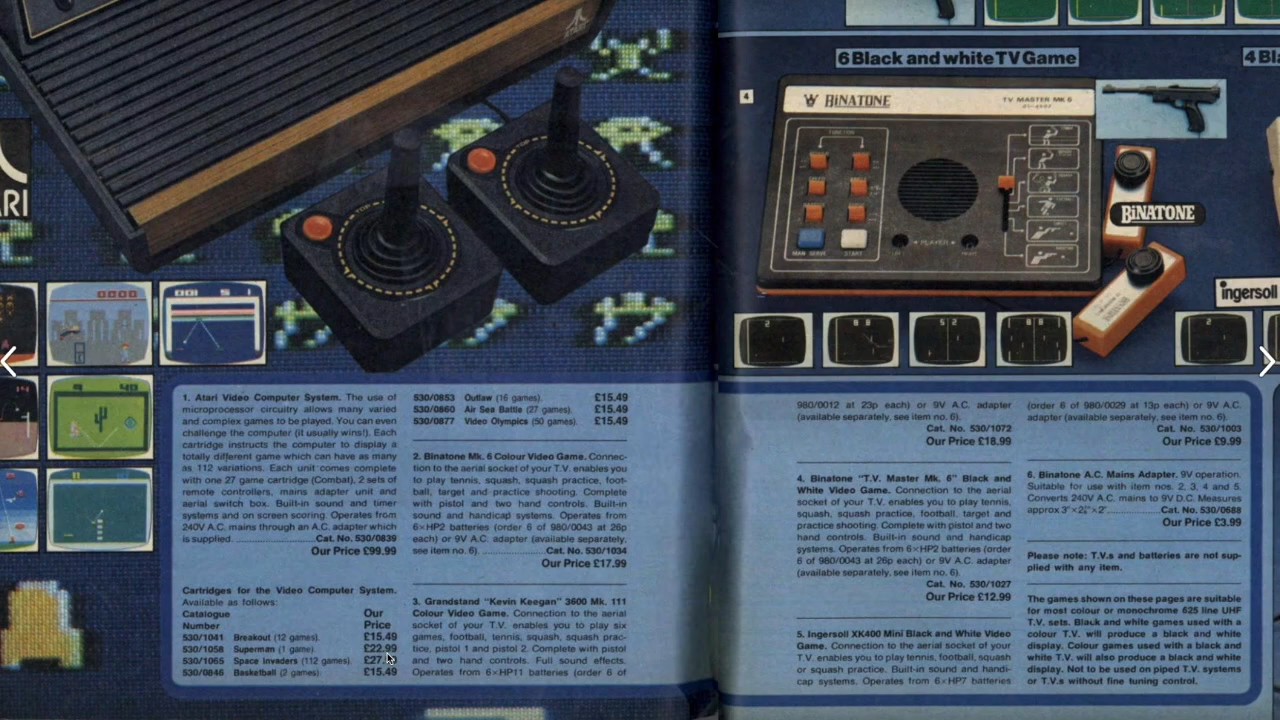 ATARI
ARI
1. Atari Video Computer System. The use of
microprocessor circuitry allows many varied
and complex games to be played. You can even
challenge the computer (it usually wins!). Each
cartridge instructs the computer to display a
totally different game which can have as many
as 112 variations. Each unit comes complete
with one 27 game cartridge (Combat), 2 sets of
remote controllers, mains adapter unit and
aerial switch box. Built-in sound and timer
systems and on screen scoring. Operates from
240V A.C. mains through an A.C. adapter which
is supplied. Cat. No. 530/0839
Our Price £99.99
Cartridges for the Video Computer System.
Available as follows:
Catalogue Our
Number Price
530/1041 Breakout (12 games). £15.49
530/1058 Superman (1 game) £22.99
530/1065 Space invaders (112 games).
530/0846 Basketball (2 games). £15.49
530/0853 Outlaw (16 games). £15.49
530/0860 Air Sea Battle (27 games). £15.49
530/0877 Video Olympics (50 games). £15.49
2. Binatone Mk. 6 Colour Video Game. Connec-
tion to the aerial socket of your T.V. enables you
to play tennis, squash, squash practice, foot-
ball, target and practice shooting. Complete
with pistol and two hand controls. Built-in
sound and handicap systems. Operates from
6×HP2 batteries (order 6 of 980/0043 at 26p
each) or 9V A.C. adapter (available separately,
see item no. 6). Cat. No. 530/1034
Our Price £17.99
3. Grandstand "Kevin Keegan" 3600 Mk. 111
Colour Video Game. Connection to the aerial
socket of your T.V. enables you to play six
games, football, tennis, squash, squash prac-
tice, pistol 1 and pistol 2. Complete with pistol
and two hand controls. Full sound effects.
Operates from 6×HP11 batteries (order 6 of
6 Black and white TV Game
4 Bl
4
BINATONE
TV MASTER MK 6
FUNCTION
MAN SERVE
START
PLAYER
BINATONE
ingersoll
980/0012 at 23p each) or 9V A.C. adapter
(available separately, see item no. 6).
Cat. No. 530/1072
Our Price £18.99
4. Binatone "T.V. Master Mk. 6" Black and
White Video Game. Connection to the aerial
socket of your T.V. enables you to play tennis,
squash, squash practice, football, target and
practice shooting. Complete with pistol and two
hand controls. Built-in sound and handicap
systems. Operates from 6×HP2 batteries (order
6 of 980/0043 at 26p each) or 9V A.C. adapter
(available separately, see item no. 6).
Cat. No. 530/1027
Our Price £12.99
5. Ingersoll XK400 Mini Black and White Video
Game. Connection to the aerial socket of your
T.V. enables you to play tennis, football, squash
or squash practice. Built-in sound and handi-
cap systems. Operates from 6×HP7 batteries
(order 6 of 980/0029 at 13p each) or 9V A.C.
adapter (available separately, see item no. 6).
Cat. No. 530/1003
Our Price £9.99
6. Binatone A.C. Mains Adapter. 9V operation.
Suitable for use with item nos. 2, 3, 4 and 5.
Converts 240V A.C. mains to 9V D.C. Measures
approx 3"×2¼"×2". Cat. No. 530/0688
Our Price £3.99
Please note: T.V.s and batteries are not sup-
plied with any item.
The games shown on these pages are suitable
for most colour or monochrome 625 line UHF
T.V. sets. Black and white games used with a
colour T.V. will produce a black and white
display. Colour games used with a black and
white T.V. will also produce a black and white
display. Not to be used on piped T.V. systems
or T.V.s without fine tuning control.